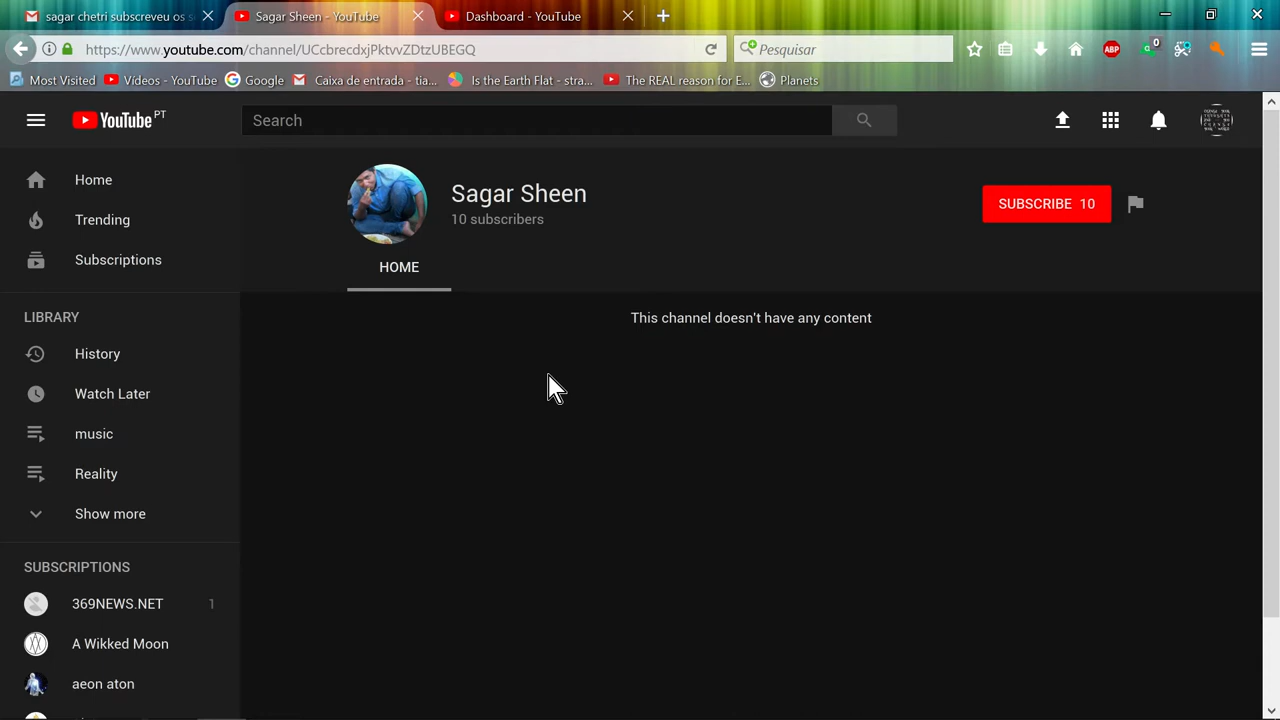 sagar chetri subscreveu os s
Sagar Sheen - YouTube
Dashboard - YouTube
https://www.youtube.com/channel/UCcbrecdxjPktvvZDtzUBEGQ
Pesquisar
ABP
0
Most Visited
Vídeos - YouTube
Google
Caixa de entrada - tia...
Is the Earth Flat - stra...
The REAL reason for E...
Planets
YouTube PT
Search
Home
Trending
Subscriptions
LIBRARY
History
Watch Later
music
Reality
Show more
SUBSCRIPTIONS
369NEWS.NET 1
A Wikked Moon
aeon aton
Sagar Sheen
10 subscribers
SUBSCRIBE 10
HOME
This channel doesn't have any content